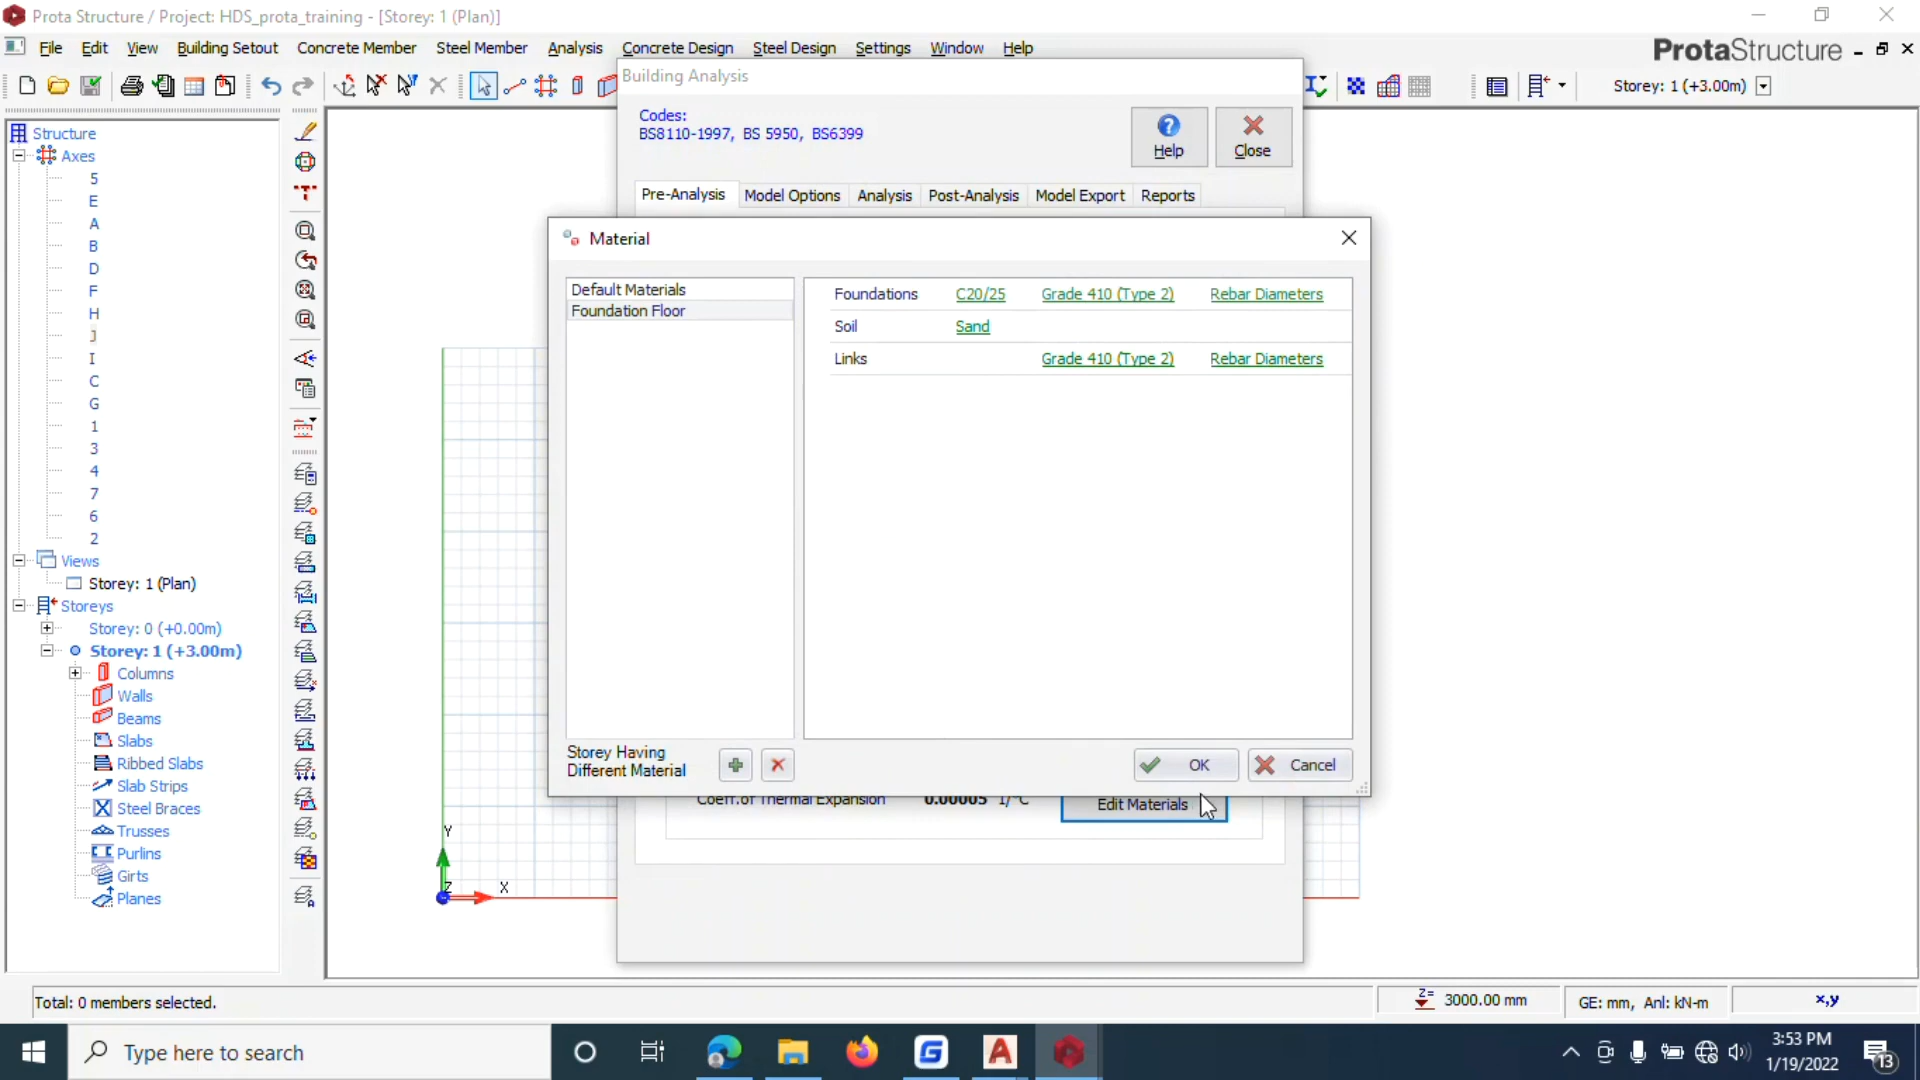 Prota Structure / Project: HDS_prota_training - [Storey: 1 (Plan)]
File Edit View Building Setout Concrete Member Steel Member Analysis Concrete Design Steel Design Settings Window Help
ProtaStructure
Storey: 1 (+3.00m)
Building Analysis
Codes:
BS8110-1997, BS 5950, BS6399
Help
Close
Pre-Analysis Model Options Analysis Post-Analysis Model Export Reports
Structure
Axes
5
E
A
B
D
F
H
J
I
C
G
1
3
4
7
6
2
Views
Storey: 1 (Plan)
Storeys
Storey: 0 (+0.00m)
Storey: 1 (+3.00m)
Columns
Walls
Beams
Slabs
Ribbed Slabs
Slab Strips
Steel Braces
Trusses
Purlins
Girts
Planes
Material
Default Materials
Foundation Floor
Foundations C20/25 Grade 410 (Type 2) Rebar Diameters
Soil Sand
Links Grade 410 (Type 2) Rebar Diameters
Storey Having
Different Material
OK
Cancel
Coeff.of Thermal Expansion 0.00005 1/°C
Edit Materials
Y
Z
X
Total: 0 members selected.
Z= 3000.00 mm
GE: mm, Anl: kN-m
x,y
Type here to search
3:53 PM
1/19/2022
13